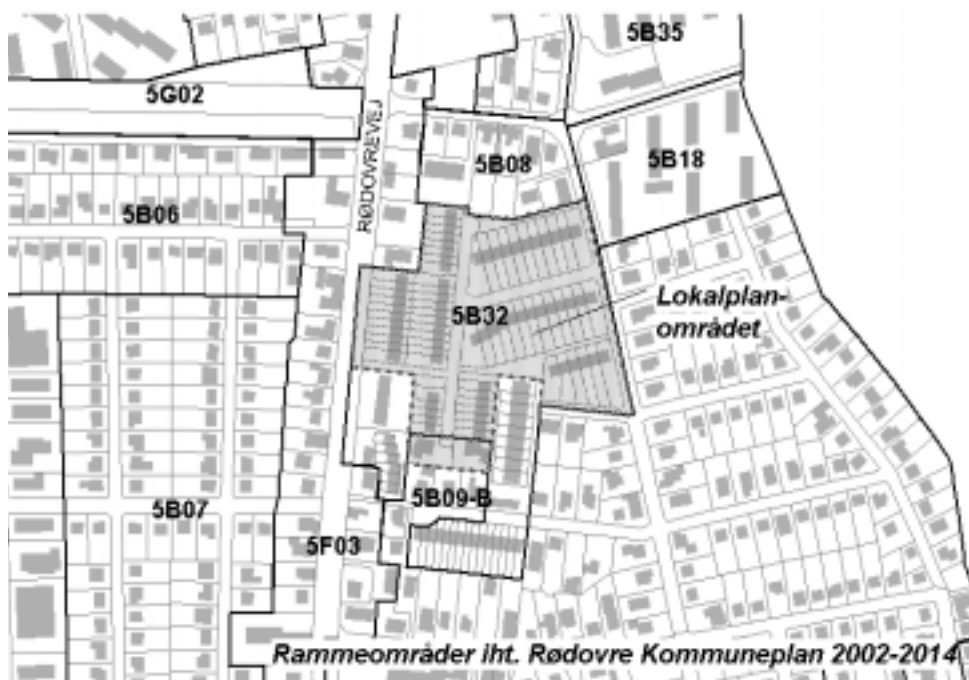 5B35
5G02
5B08
5B18
RØDOVREVEJ
5B06
5B32
Lokalplan-
området
5B09-B
5B07
5F03
Rammeområder iht. Rødovre Kommuneplan 2002-2014